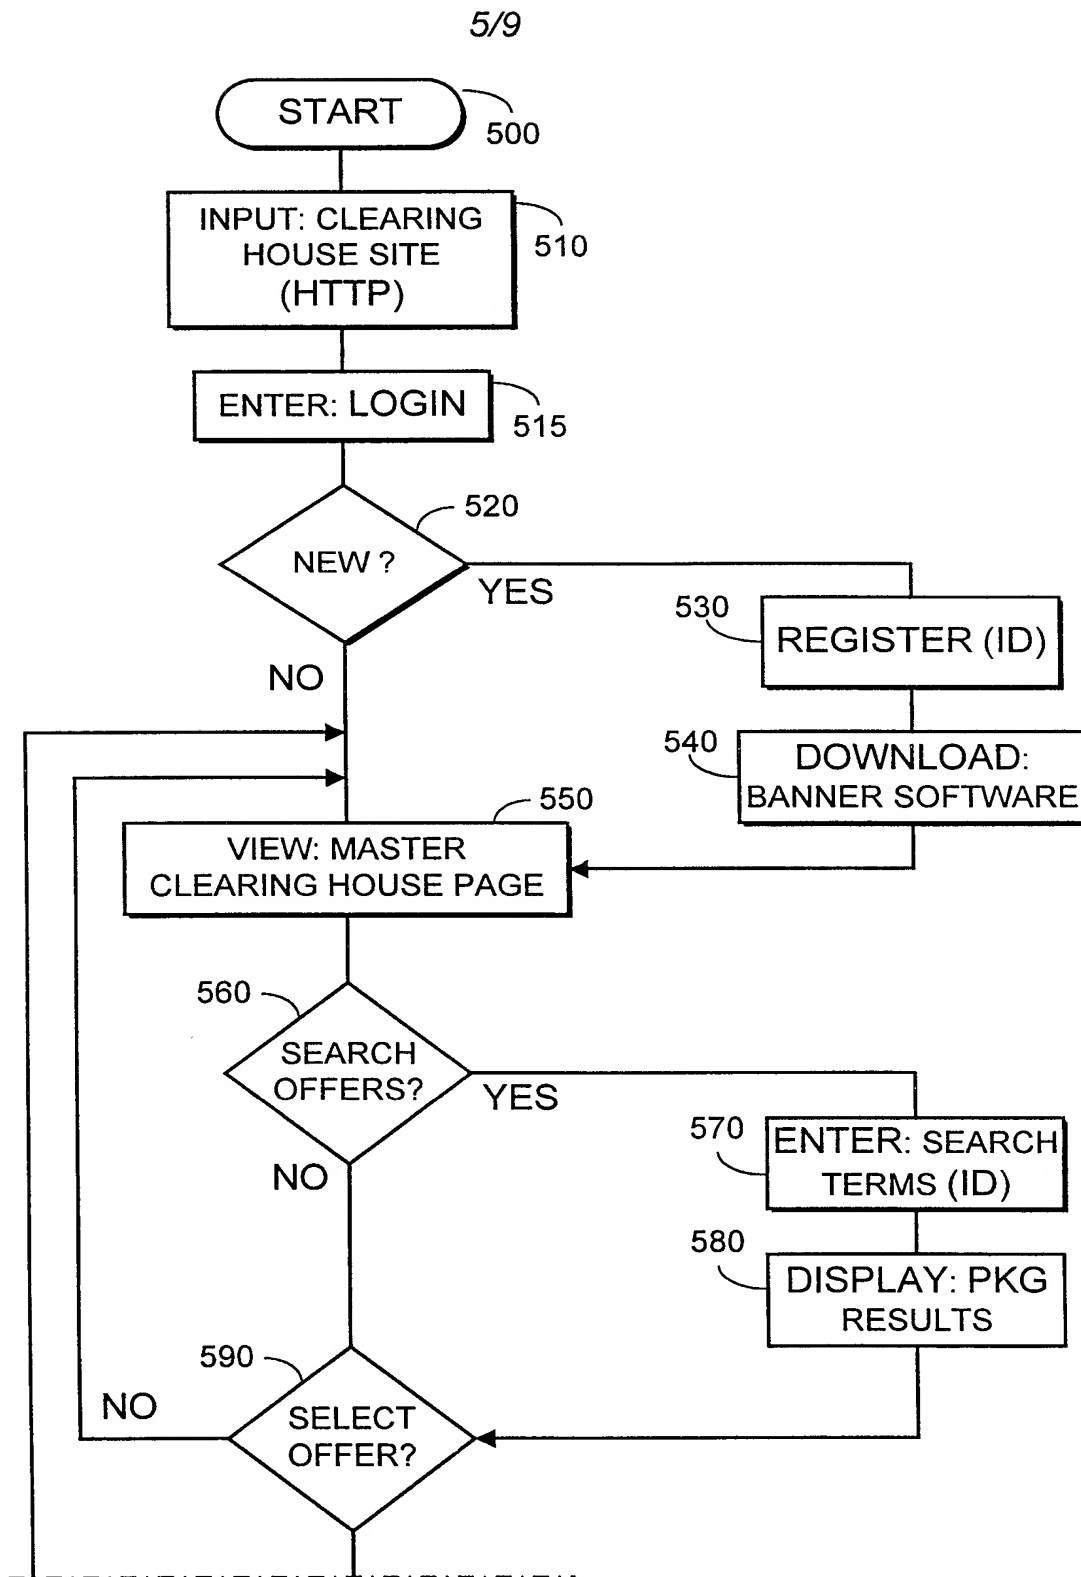 5/9
START
500
INPUT: CLEARING
HOUSE SITE
(HTTP)
510
ENTER: LOGIN
515
520
NEW ?
YES
NO
530
REGISTER (ID)
540
DOWNLOAD:
BANNER SOFTWARE
550
VIEW: MASTER
CLEARING HOUSE PAGE
560
SEARCH
OFFERS?
YES
NO
570
ENTER: SEARCH
TERMS (ID)
580
DISPLAY: PKG
RESULTS
590
SELECT
OFFER?
NO